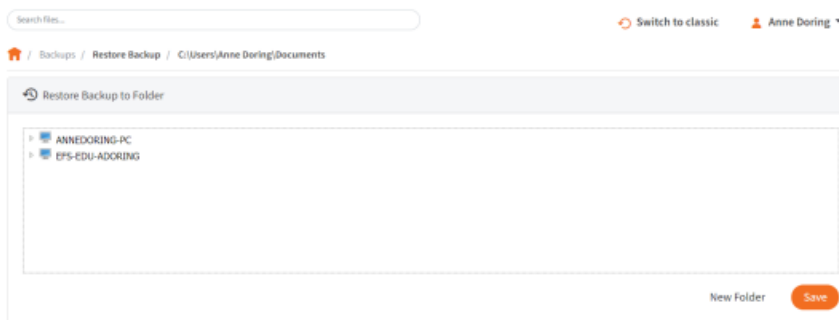 Search files...
Switch to classic
Anne Doring
/ Backups / Restore Backup / C:\Users\Anne Doring\Documents
Restore Backup to Folder
ANNEDORING-PC
EFS-EDU-ADORING
New Folder
Save